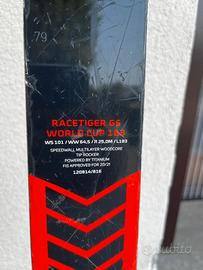 79
RACETIGER GS
WORLD CUP 188
WS 101 / WW 64,5 / R 25,0M / L183
SPEEDWALL MULTILAYER WOODCORE
TIP ROCKER
POWERED BY TITANIUM
FIS APPROVED FOR 20/21
120814/816
subito